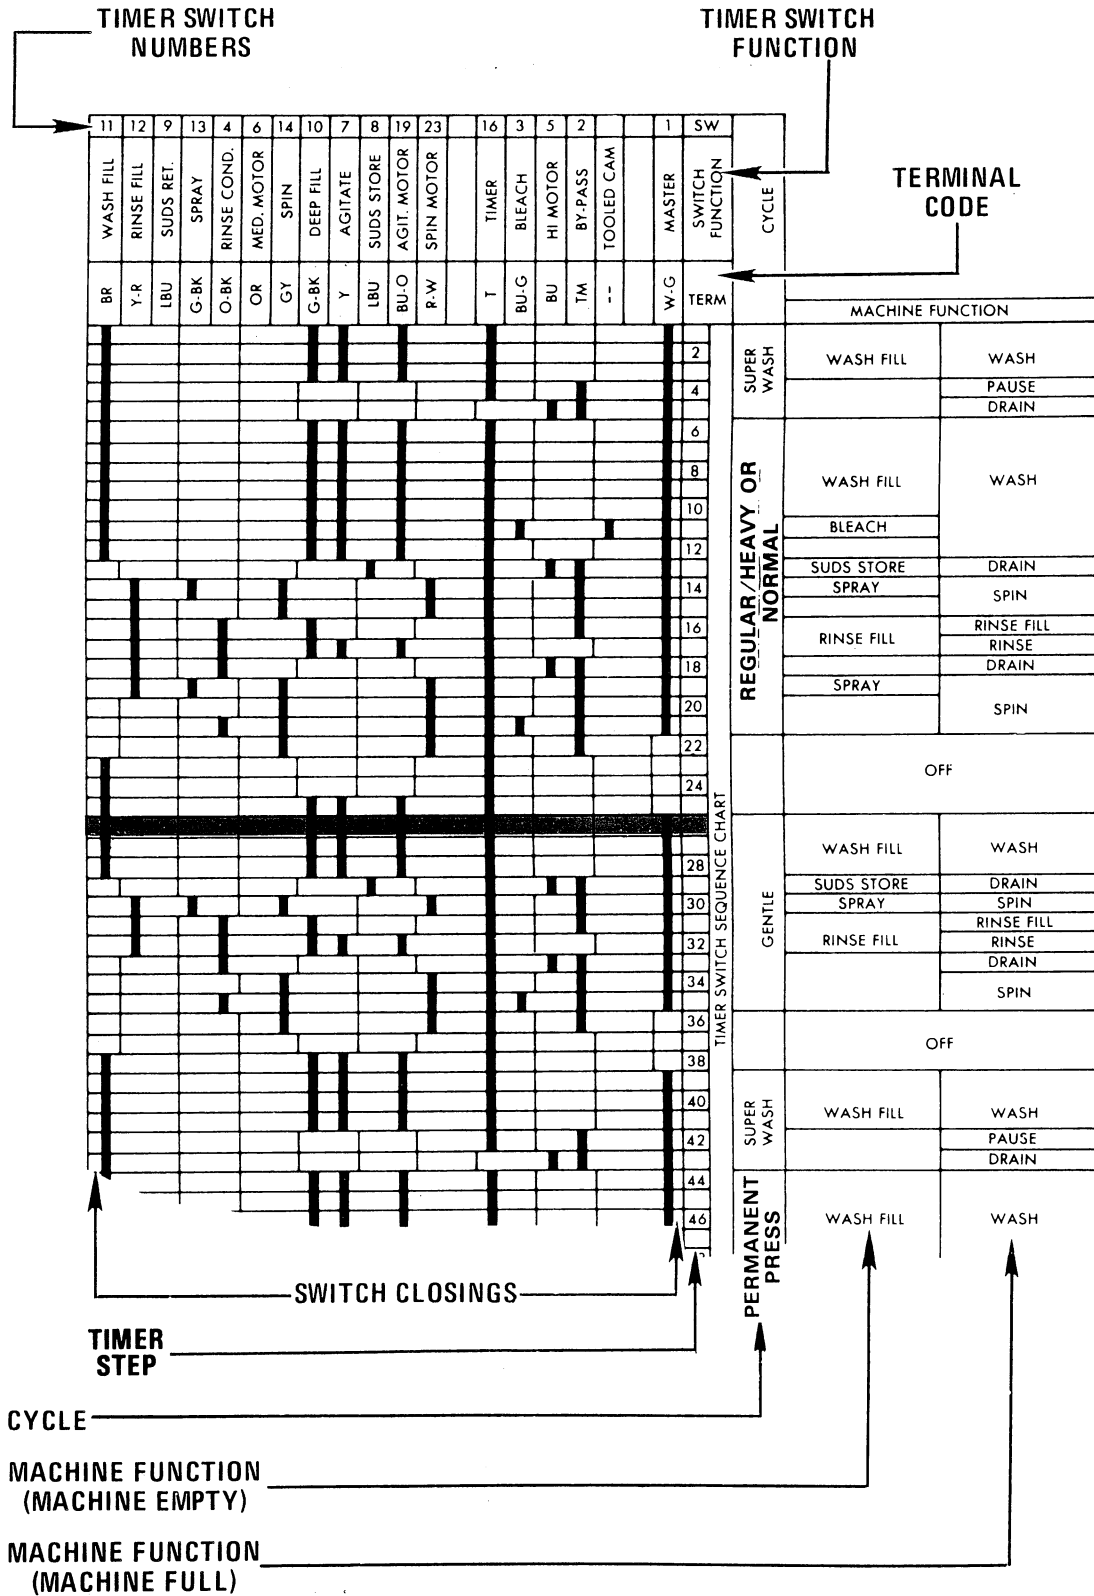 TIMER SWITCH
NUMBERS
TIMER SWITCH
FUNCTION
TERMINAL
CODE
11 12 9 13 4 6 14 10 7 8 19 23 16 3 5 2 1 SW
WASH FILL
RINSE FILL
SUDS RET.
SPRAY
RINSE COND.
MED. MOTOR
SPIN
DEEP FILL
AGITATE
SUDS STORE
AGIT. MOTOR
SPIN MOTOR
TIMER
BLEACH
HI MOTOR
BY-PASS
TOOLED CAM
MASTER
SWITCH
FUNCTION
CYCLE
BR Y-R LBU G-BK O-BK OR GY G-BK Y LBU BU-O R-W T BU-G BU TM -- W-G TERM
MACHINE FUNCTION
2
4
6
8
10
12
14
16
18
20
22
24
28
30
32
34
36
38
40
42
44
46
TIMER SWITCH SEQUENCE CHART
SUPER
WASH
WASH FILL
WASH
PAUSE
DRAIN
REGULAR/HEAVY OR
NORMAL
WASH FILL
WASH
BLEACH
SUDS STORE
DRAIN
SPRAY
SPIN
RINSE FILL
RINSE FILL
RINSE
DRAIN
SPRAY
SPIN
OFF
GENTLE
WASH FILL
WASH
SUDS STORE
DRAIN
SPRAY
SPIN
RINSE FILL
RINSE FILL
RINSE
DRAIN
SPIN
OFF
SUPER
WASH
WASH FILL
WASH
PAUSE
DRAIN
PERMANENT
PRESS
WASH FILL
WASH
SWITCH CLOSINGS
TIMER
STEP
CYCLE
MACHINE FUNCTION
(MACHINE EMPTY)
MACHINE FUNCTION
(MACHINE FULL)